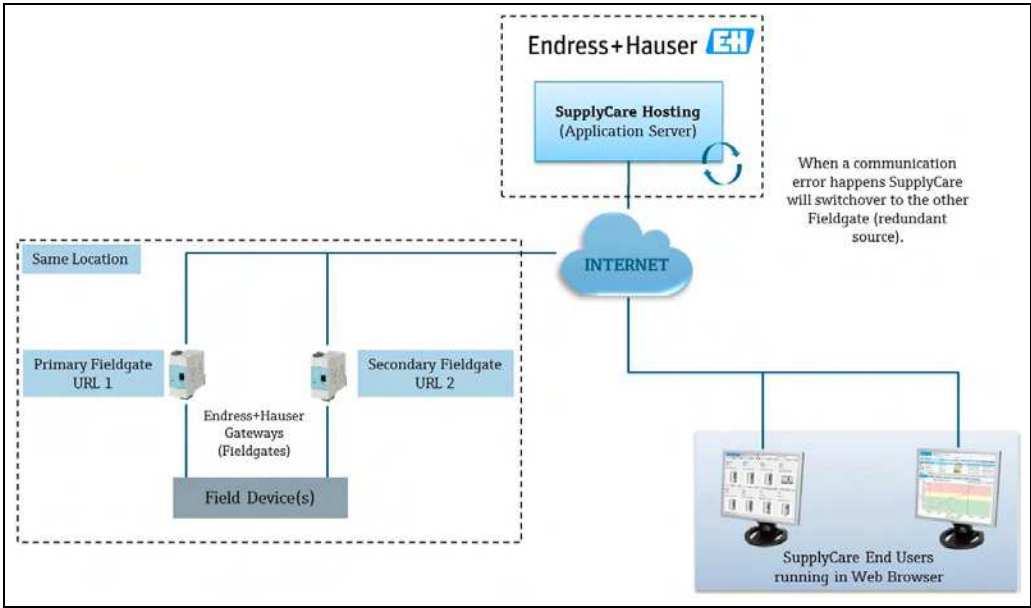 Endress+Hauser EH
SupplyCare Hosting
(Application Server)
When a communication
error happens SupplyCare
will switchover to the other
Fieldgate (redundant
source).
INTERNET
Same Location
Primary Fieldgate
URL 1
Secondary Fieldgate
URL 2
Endress+Hauser
Gateways
(Fieldgates)
Field Device(s)
SupplyCare End Users
running in Web Browser